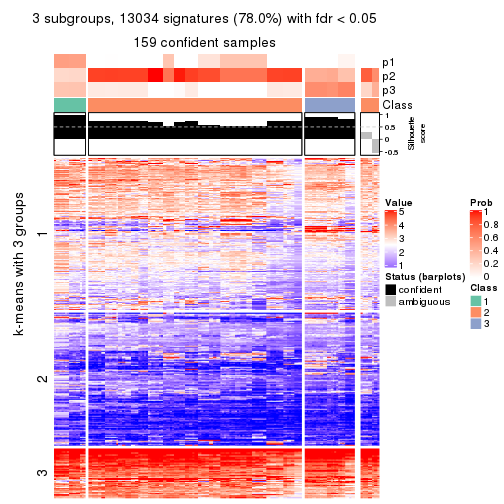 3 subgroups, 13034 signatures (78.0%) with fdr < 0.05
159 confident samples
p1
p2
p3
Class
1
0.5
0
-0.5
Silhouette
score
k-means with 3 groups
1
2
3
Value
5
4
3
2
1
Status (barplots)
confident
ambiguous
Prob
1
0.8
0.6
0.4
0.2
0
Class
1
2
3